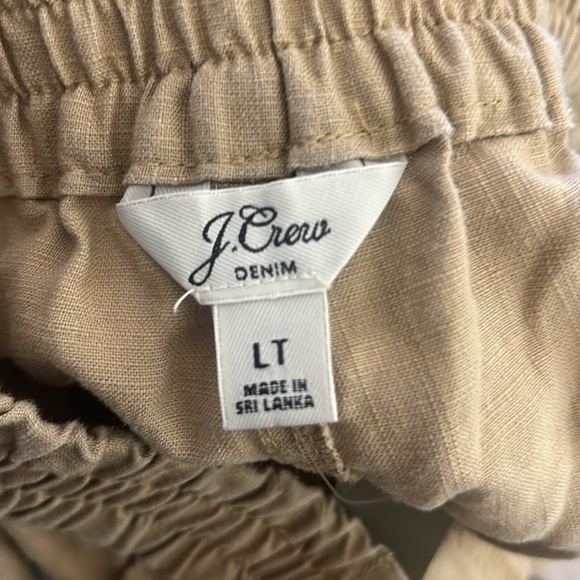 J.Crew
DENIM
LT
MADE IN
SRI LANKA